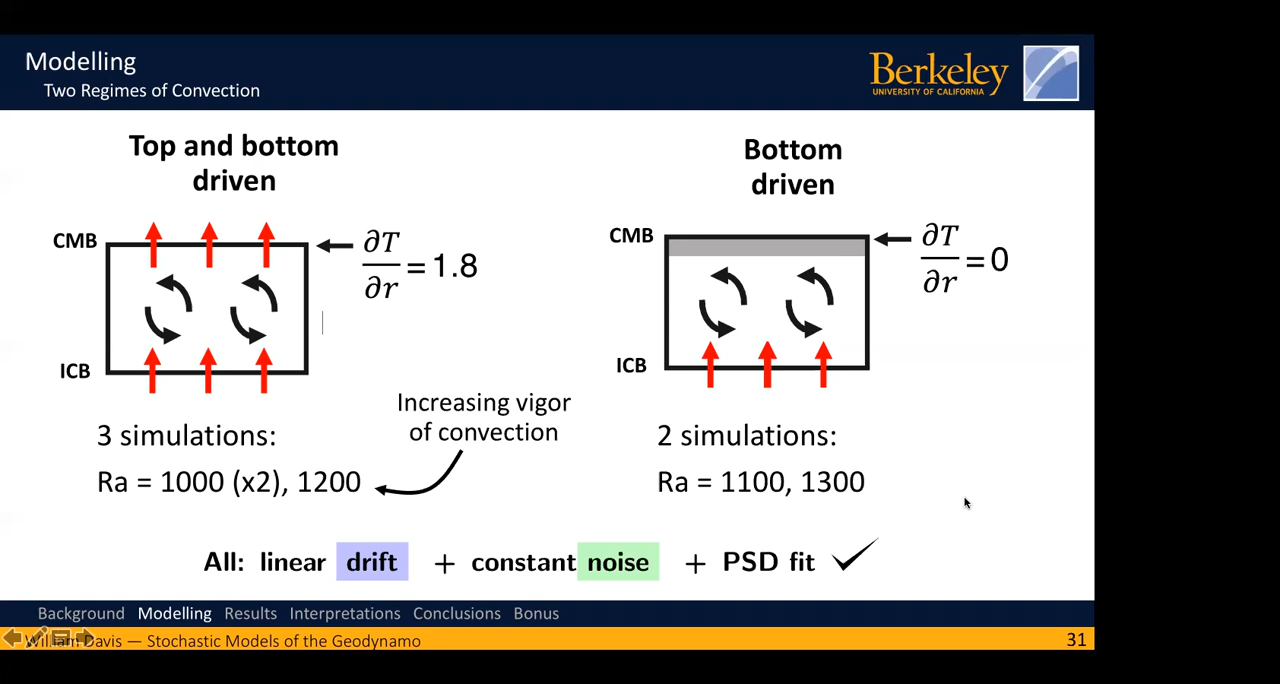 Modelling
Two Regimes of Convection
Berkeley
UNIVERSITY OF CALIFORNIA
Top and bottom
driven
CMB
∂T
∂r
= 1.8
ICB
3 simulations:
Ra = 1000 (x2), 1200
Increasing vigor
of convection
Bottom
driven
CMB
∂T
∂r
= 0
ICB
2 simulations:
Ra = 1100, 1300
All: linear drift + constant noise + PSD fit ✓
Background Modelling Results Interpretations Conclusions Bonus
William Davis — Stochastic Models of the Geodynamo
31